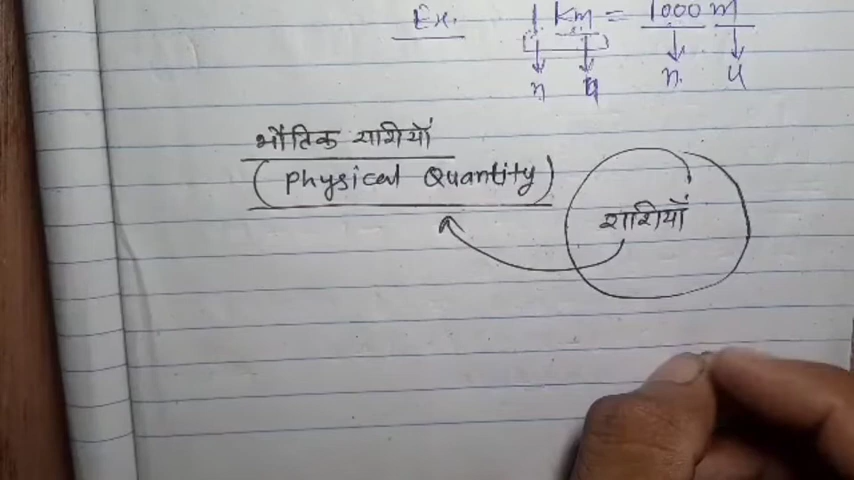 Ex. 1 km = 1000 m
n u n. u
भौतिक राशियाँ
(Physical Quantity)
राशियाँ